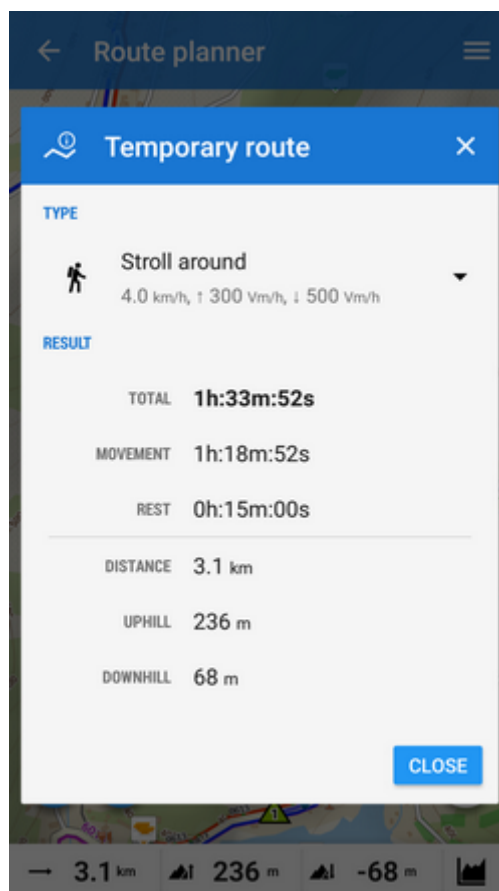 Route planner
Temporary route
TYPE
Stroll around
4.0 km/h, ↑ 300 Vm/h, ↓ 500 Vm/h
RESULT
TOTAL 1h:33m:52s
MOVEMENT 1h:18m:52s
REST 0h:15m:00s
DISTANCE 3.1 km
UPHILL 236 m
DOWNHILL 68 m
CLOSE
1
→ 3.1 km 236 m -68 m